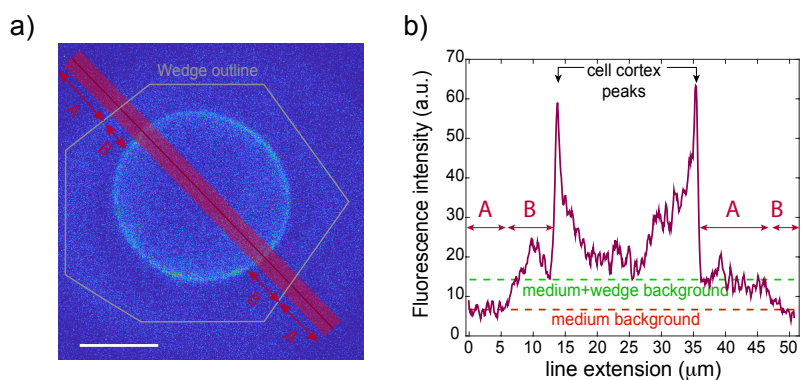 a)
Wedge outline
A
B
B
A
b)
Fluorescence intensity (a.u.)
70
60
50
40
30
20
10
0
cell cortex
peaks
A
B
A
B
medium+wedge background
medium background
0 5 10 15 20 25 30 35 40 45 50
line extension (μm)